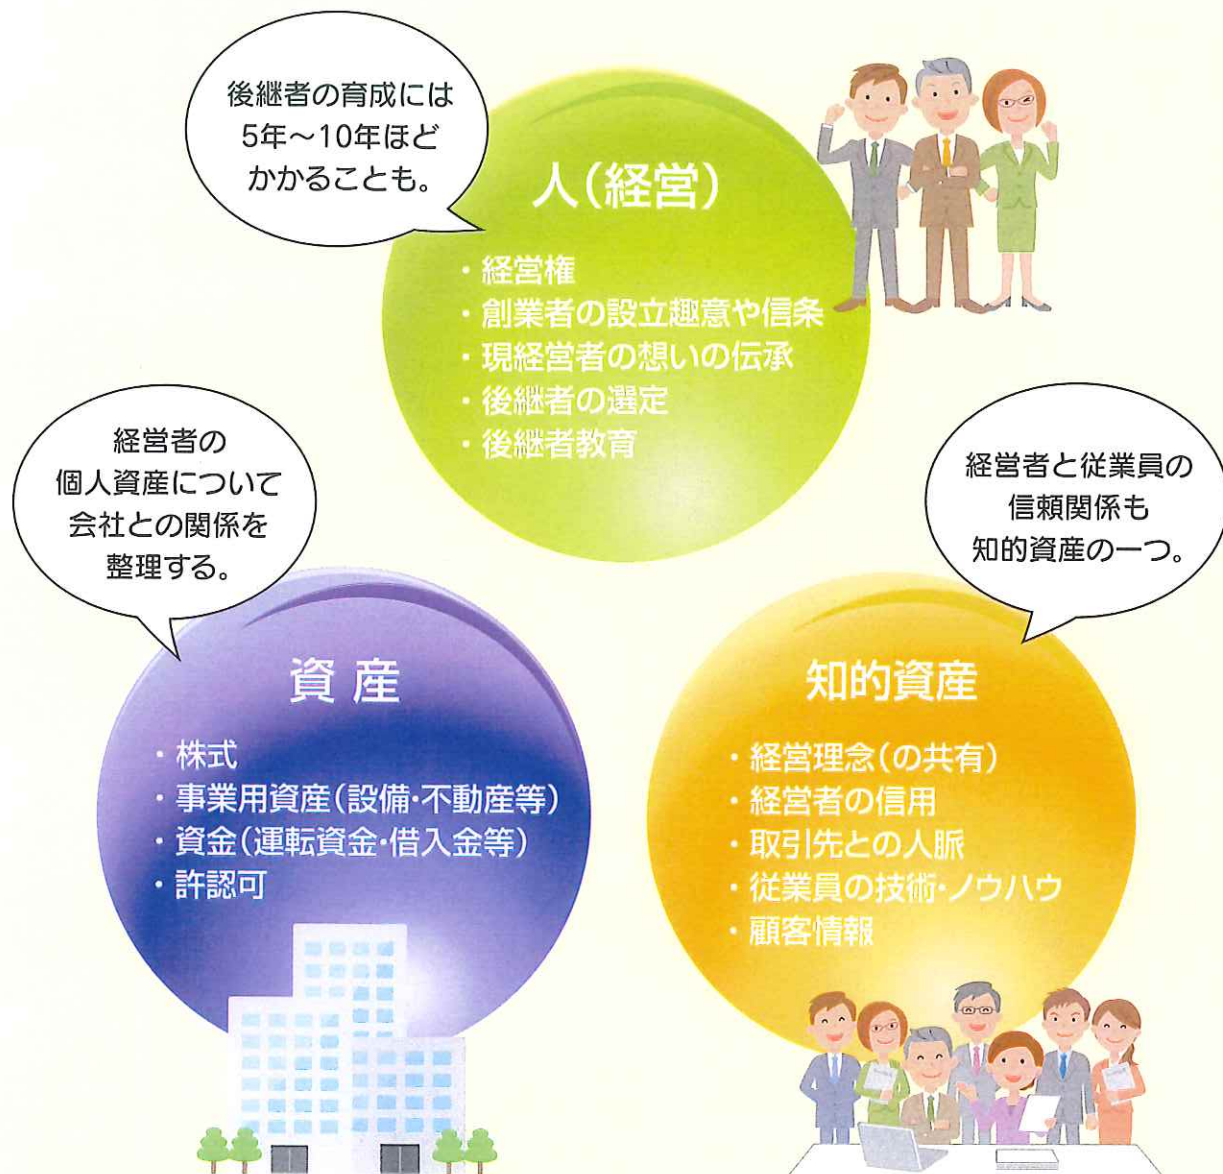 後継者の育成には
5年～10年ほど
かかることも。
人(経営)
・経営権
・創業者の設立趣意や信条
・現経営者の想いの伝承
・後継者の選定
・後継者教育
経営者の
個人資産について
会社との関係を
整理する。
資産
・株式
・事業用資産(設備・不動産等)
・資金(運転資金・借入金等)
・許認可
経営者と従業員の
信頼関係も
知的資産の一つ。
知的資産
・経営理念(の共有)
・経営者の信用
・取引先との人脈
・従業員の技術・ノウハウ
・顧客情報